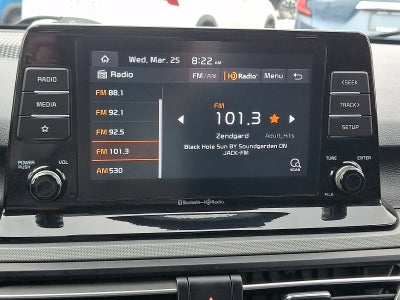 Wed, Mar. 25 8:22 AM
Radio FM/AM HD Radio Menu
RADIO
MEDIA
POWER PUSH
VOL
FM 88.1
FM 92.1
FM 92.5
FM 101.3
AM 530
FM
101.3
Zendgard Adult_Hits
Black Hole Sun BY Soundgarden ON
JACK-FM
SCAN
<SEEK
TRACK>
SETUP
TUNE
ENTER
FILE
Bluetooth HD Radio